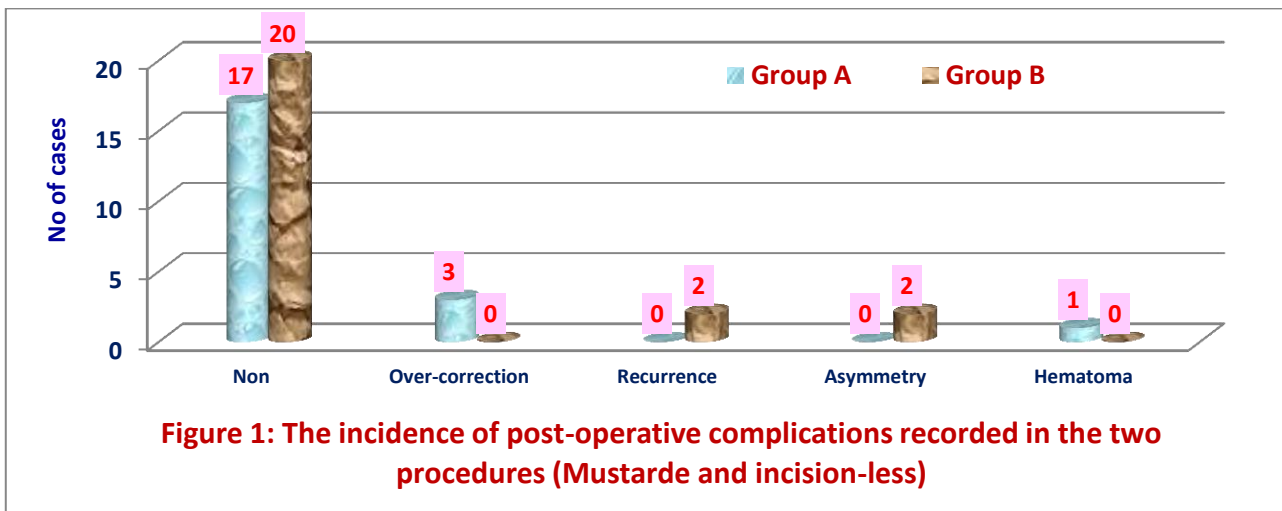 20
17
20
Group A
Group B
15
No of cases
10
5
3
0
0
2
0
2
1
0
0
Non
Over-correction
Recurrence
Asymmetry
Hematoma
Figure 1: The incidence of post-operative complications recorded in the two
procedures (Mustarde and incision-less)